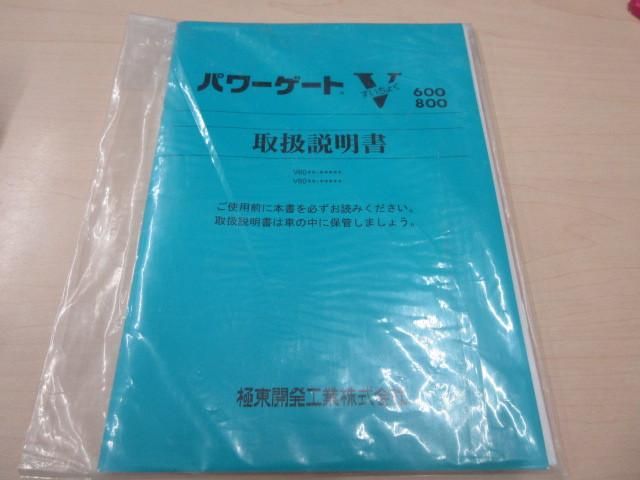 パワーゲート V すいちょく 600
800
取扱説明書
V60**-*****
V80**-*****
ご使用前に本書を必ずお読みください。
取扱説明書は車の中に保管しましょう。
極東開発工業株式会社